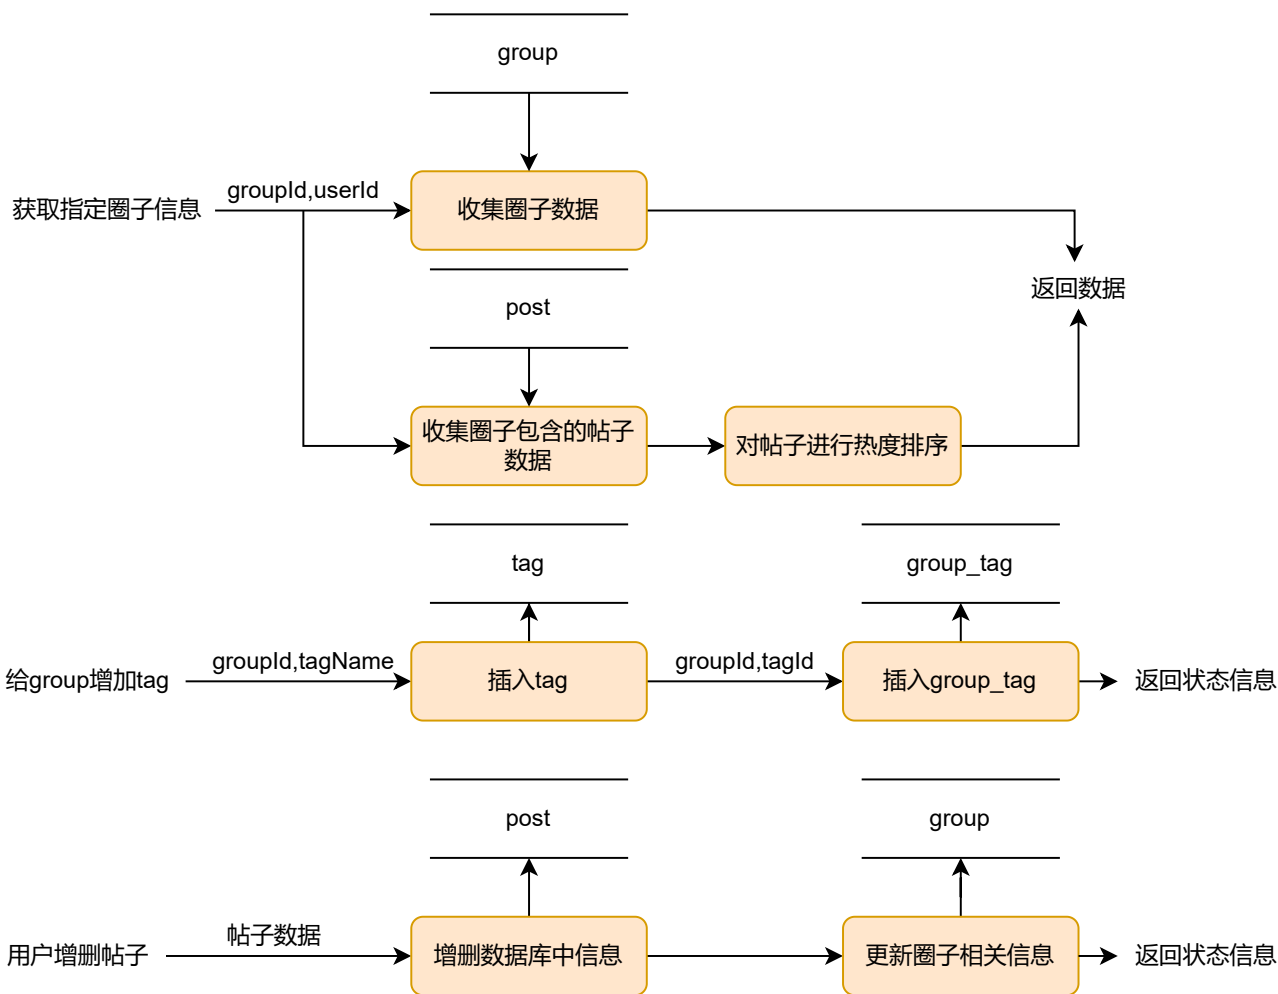 group
获取指定圈子信息
groupId,userId
收集圈子数据
返回数据
post
收集圈子包含的帖子
数据
对帖子进行热度排序
tag
group_tag
给group增加tag
groupId,tagName
插入tag
groupId,tagId
插入group_tag
返回状态信息
post
group
用户增删帖子
帖子数据
增删数据库中信息
更新圈子相关信息
返回状态信息